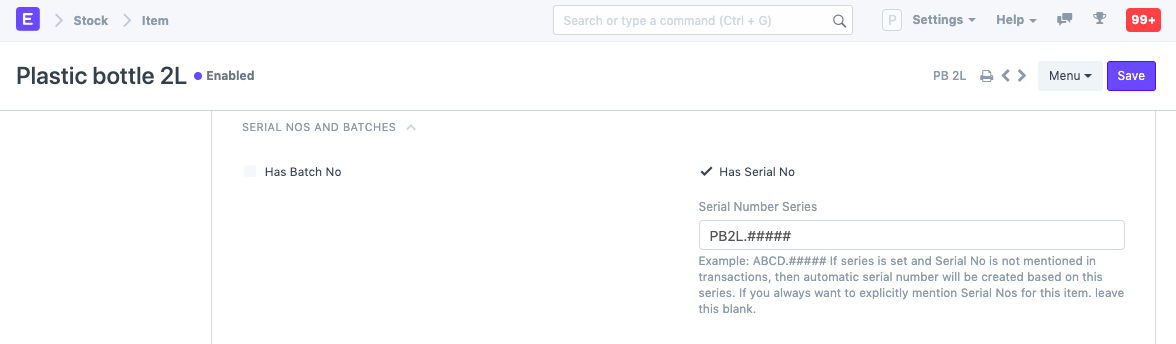 E Stock Item Search or type a command (Ctrl + G) P Settings Help 99+
Plastic bottle 2L Enabled PB 2L Menu Save
SERIAL NOS AND BATCHES
Has Batch No Has Serial No
Serial Number Series
PB2L.#####
Example: ABCD.##### If series is set and Serial No is not mentioned in
transactions, then automatic serial number will be created based on this
series. If you always want to explicitly mention Serial Nos for this item. leave
this blank.